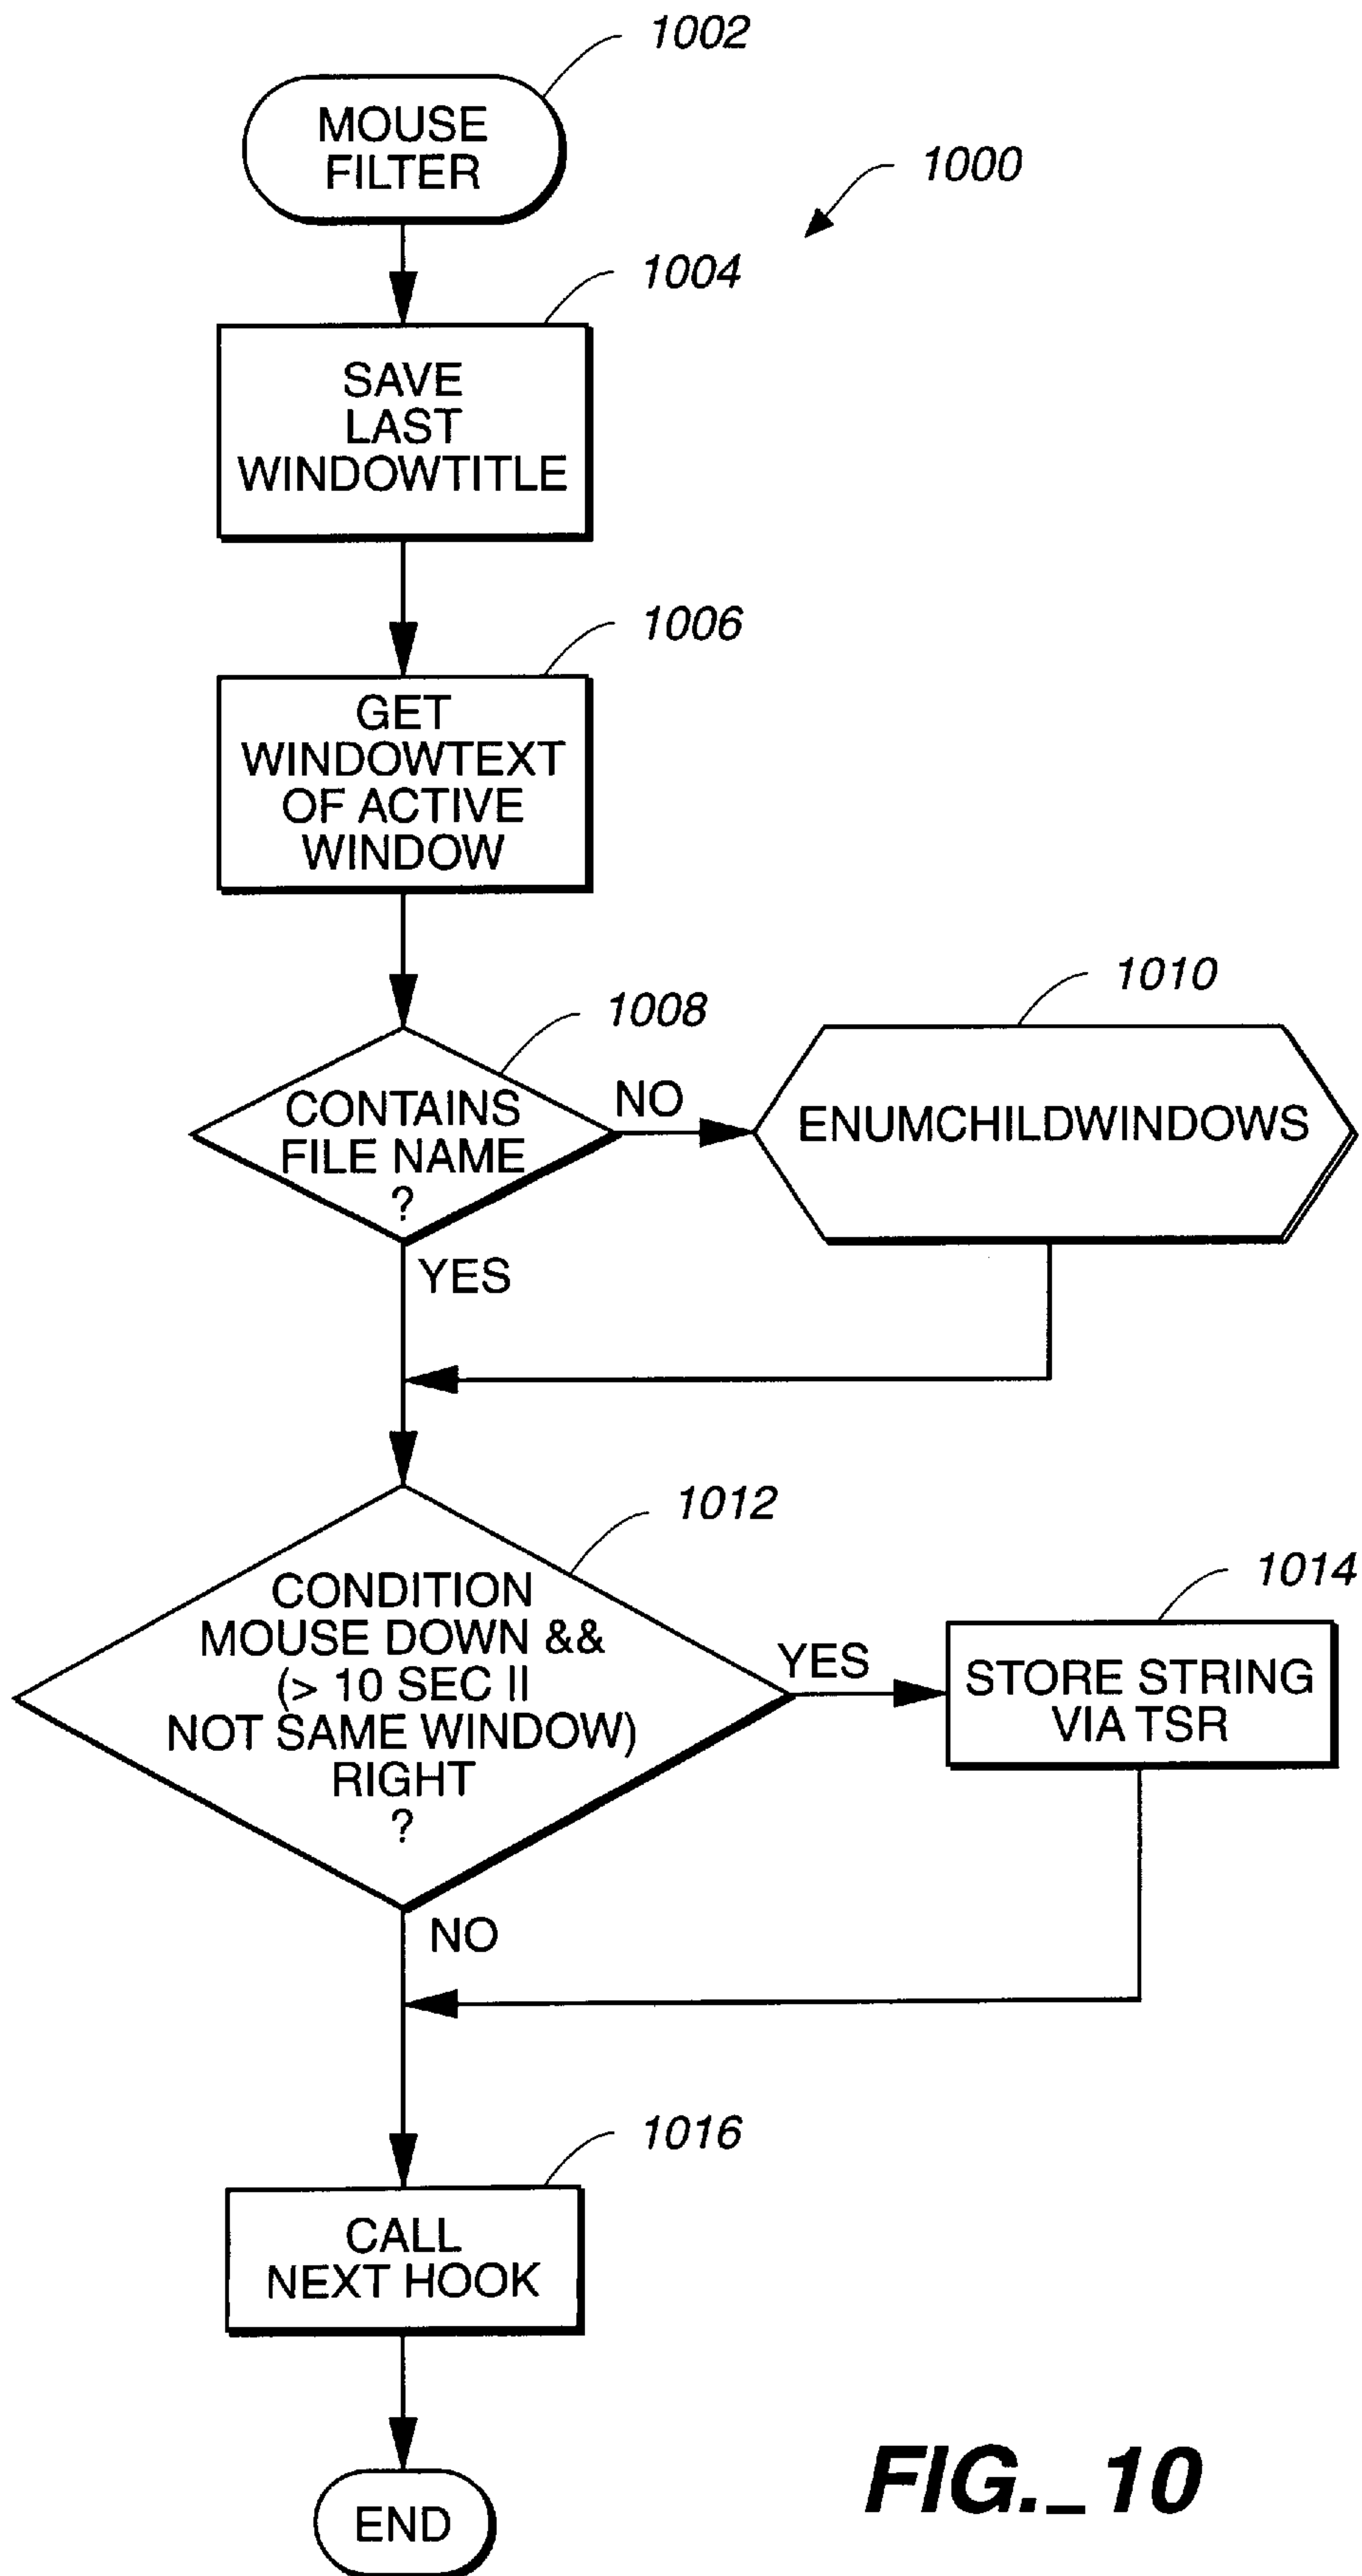 1002
MOUSE
FILTER
1000
1004
SAVE
LAST
WINDOWTITLE
1006
GET
WINDOWTEXT
OF ACTIVE
WINDOW
1010
1008
CONTAINS
FILE NAME
?
NO
ENUMCHILDWINDOWS
YES
1012
CONDITION
MOUSE DOWN &&
(> 10 SEC II
NOT SAME WINDOW)
RIGHT
?
YES
1014
STORE STRING
VIA TSR
NO
1016
CALL
NEXT HOOK
END
FIG._10